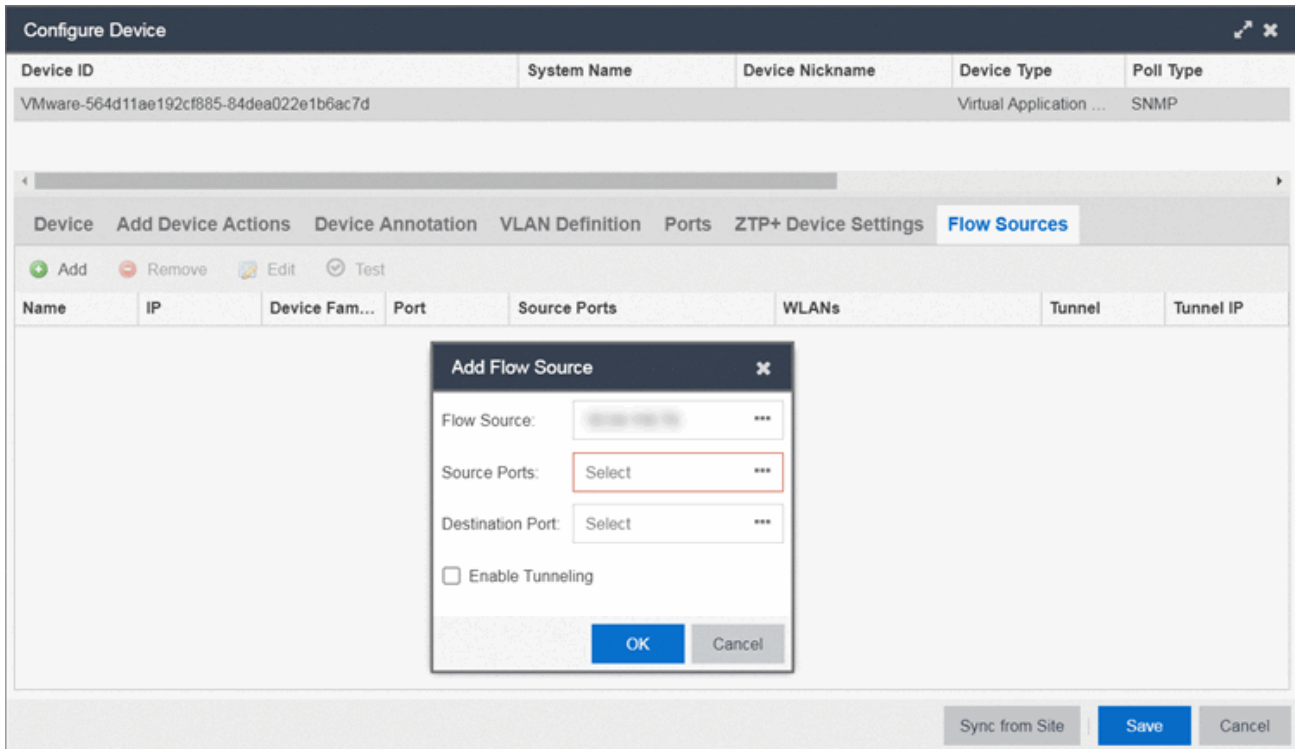 Configure Device
Device ID System Name Device Nickname Device Type Poll Type
VMware-564d11ae192cf885-84dea022e1b6ac7d Virtual Application ... SNMP
Device Add Device Actions Device Annotation VLAN Definition Ports ZTP+ Device Settings Flow Sources
Add Remove Edit Test
Name IP Device Fam... Port Source Ports WLANs Tunnel Tunnel IP
Add Flow Source
Flow Source:
Source Ports: Select
Destination Port: Select
Enable Tunneling
OK Cancel
Sync from Site Save Cancel